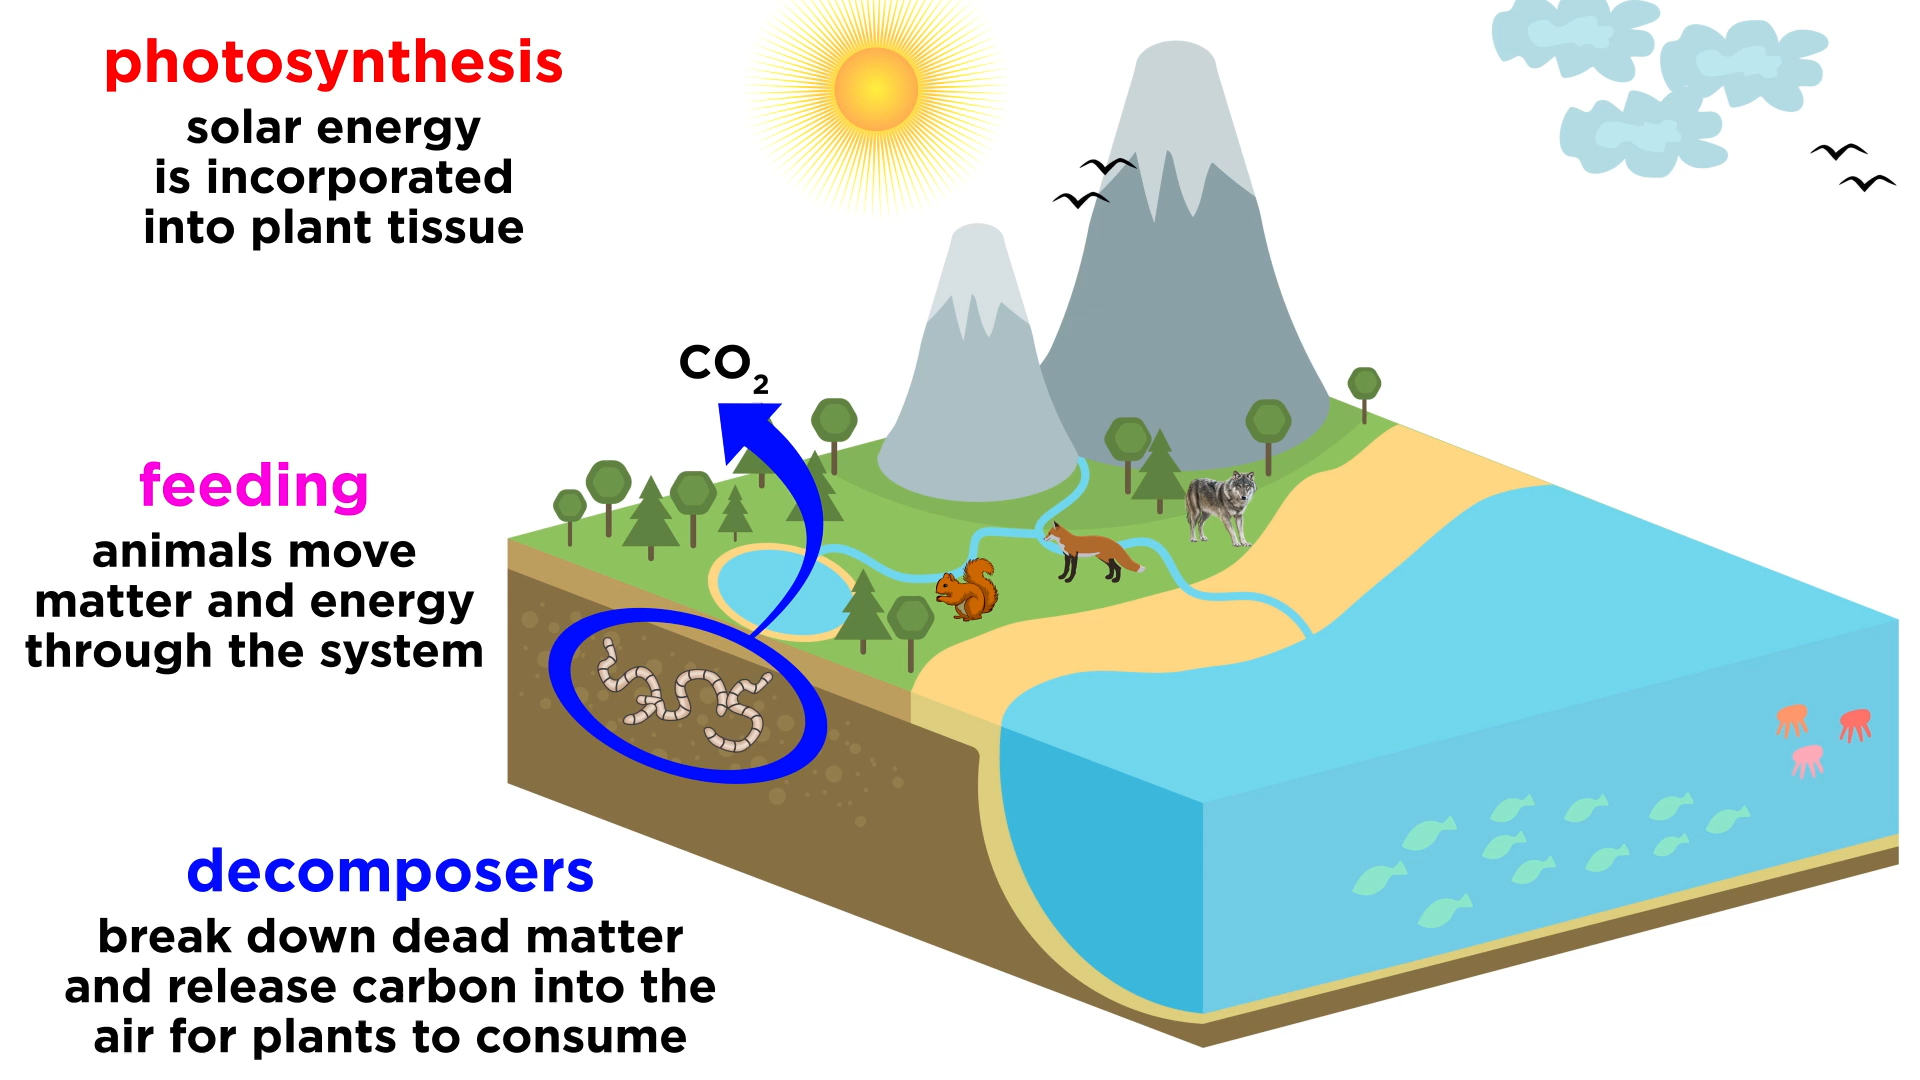 photosynthesis
solar energy
is incorporated
into plant tissue
CO₂
feeding
animals move
matter and energy
through the system
decomposers
break down dead matter
and release carbon into the
air for plants to consume